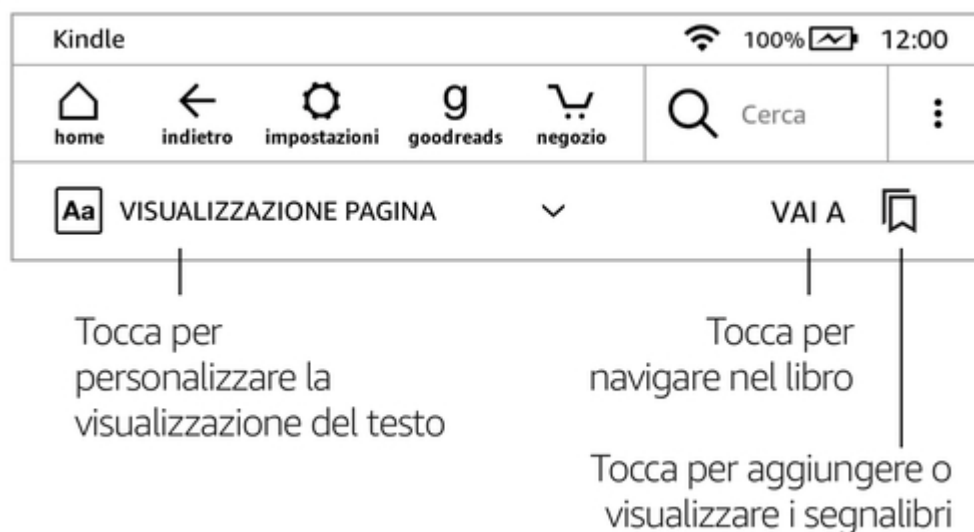 Kindle 100% 12:00
home indietro impostazioni goodreads negozio Cerca
Aa VISUALIZZAZIONE PAGINA VAI A
Tocca per
personalizzare la
visualizzazione del testo
Tocca per
navigare nel libro
Tocca per aggiungere o
visualizzare i segnalibri